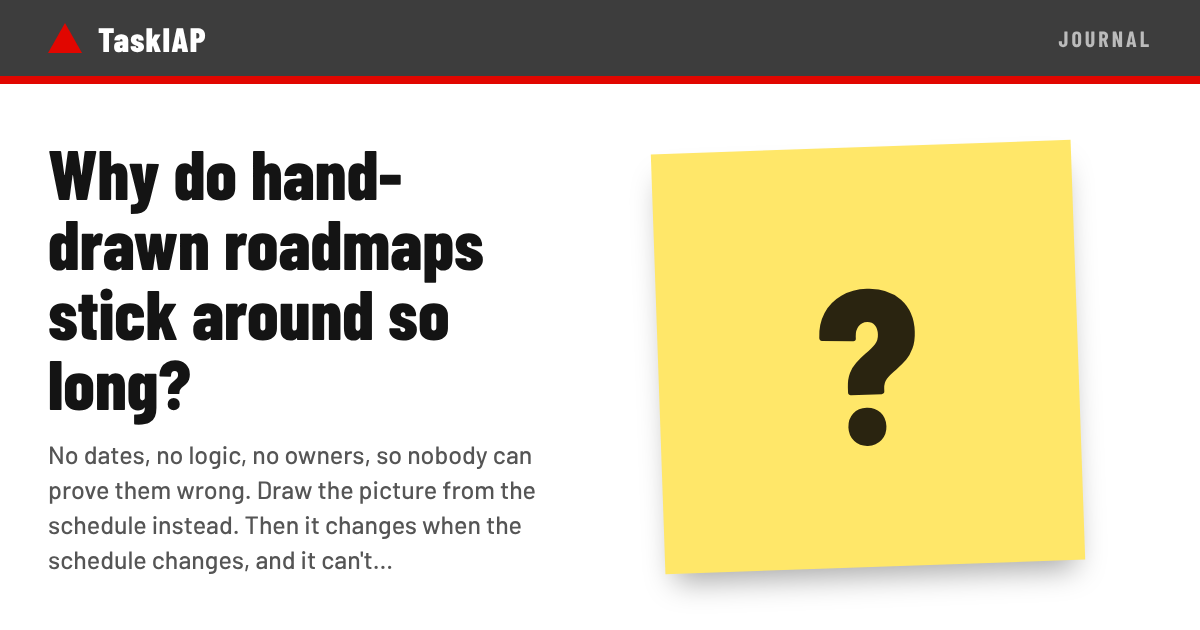 TaskIAP
JOURNAL
Why do hand-
drawn roadmaps
stick around so
long?
No dates, no logic, no owners, so nobody can
prove them wrong. Draw the picture from the
schedule instead. Then it changes when the
schedule changes, and it can't...
?